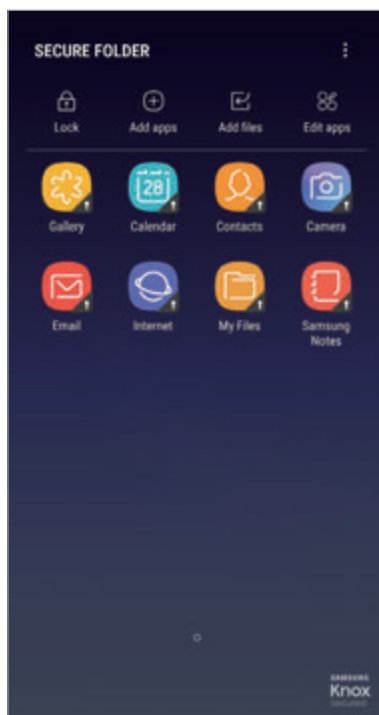 SECURE FOLDER
Lock Add apps Add files Edit apps
28
Gallery Calendar Contacts Camera
Email Internet My Files Samsung
Notes
SAMSUNG
Knox
SECURED